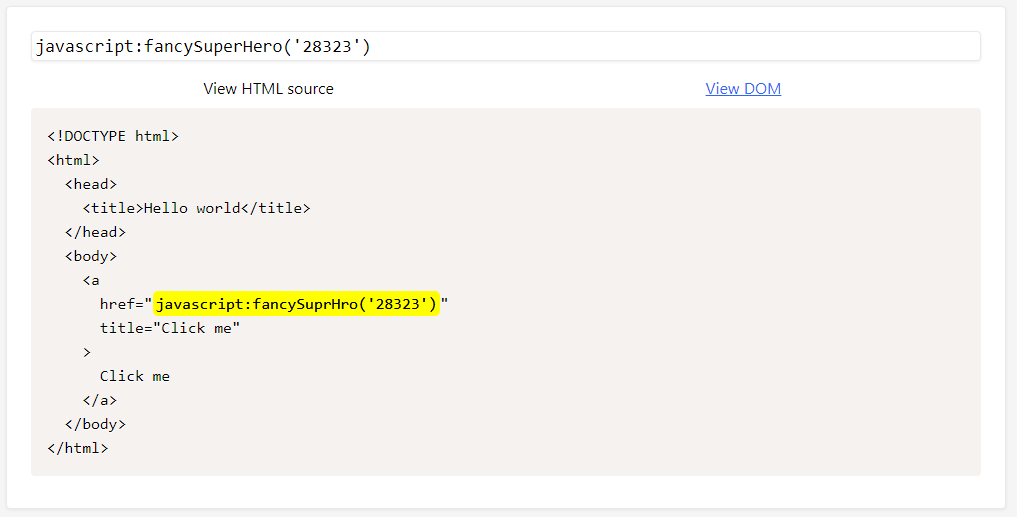 javascript:fancySuperHero('28323')
View HTML source
View DOM
<!DOCTYPE html>
<html>
  <head>
    <title>Hello world</title>
  </head>
  <body>
    <a
      href="javascript:fancySuprHro('28323')"
      title="Click me"
    >
      Click me
    </a>
  </body>
</html>